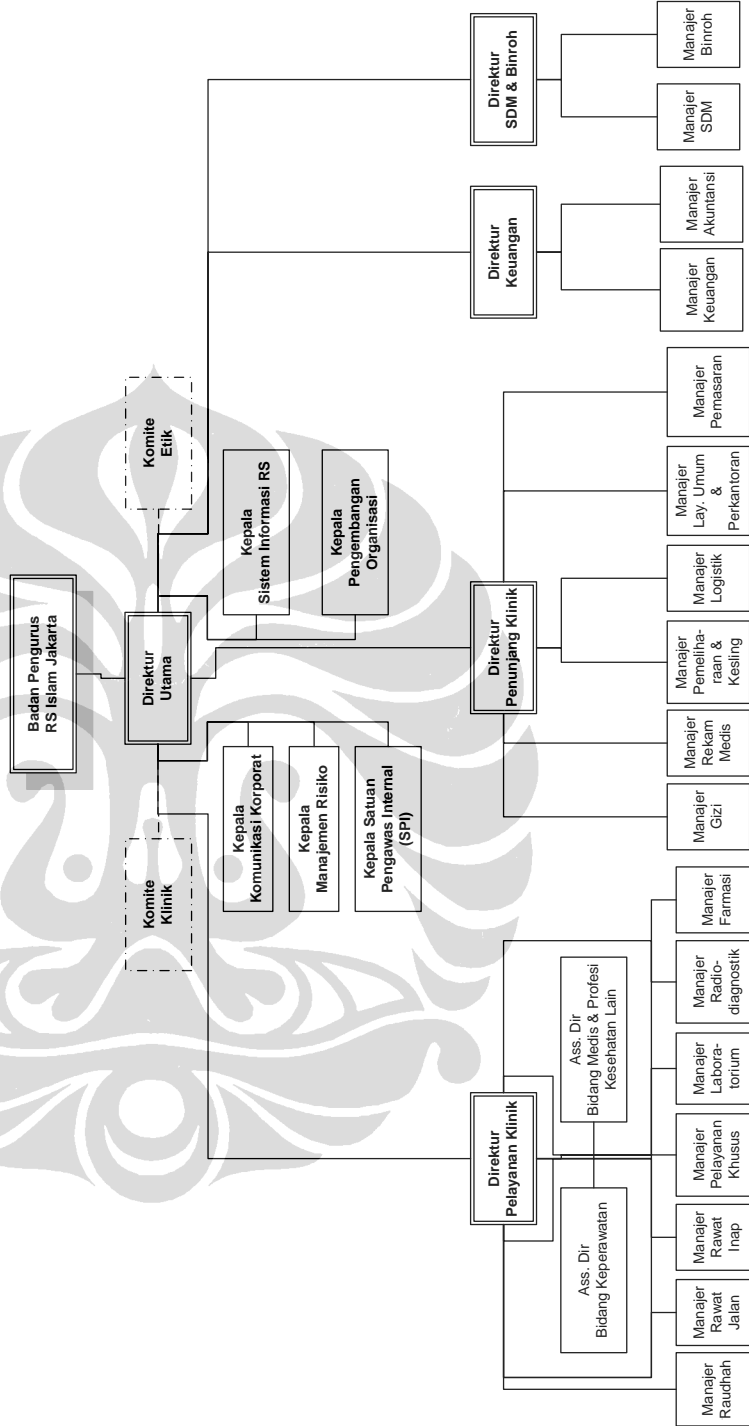 Badan Pengurus
RS Islam Jakarta
Komite
Klinik
Direktur
Utama
Komite
Etik
Kepala
Komunikasi Korporat
Kepala
Manajemen Risiko
Kepala Satuan
Pengawas Internal
(SPI)
Kepala
Sistem Informasi RS
Kepala
Pengembangan
Organisasi
Direktur
Pelayanan Klinik
Direktur
Penunjang Klinik
Direktur
Keuangan
Direktur
SDM & Binroh
Ass. Dir
Bidang Keperawatan
Ass. Dir
Bidang Medis & Profesi
Kesehatan Lain
Manajer
Raudhah
Manajer
Rawat
Jalan
Manajer
Rawat
Inap
Manajer
Pelayanan
Khusus
Manajer
Labora-
torium
Manajer
Radio-
diagnostik
Manajer
Farmasi
Manajer
Gizi
Manajer
Rekam
Medis
Manajer
Pemeliha-
raan &
Kesling
Manajer
Logistik
Manajer
Lay. Umum
&
Perkantoran
Manajer
Pemasaran
Manajer
Keuangan
Manajer
Akuntansi
Manajer
SDM
Manajer
Binroh